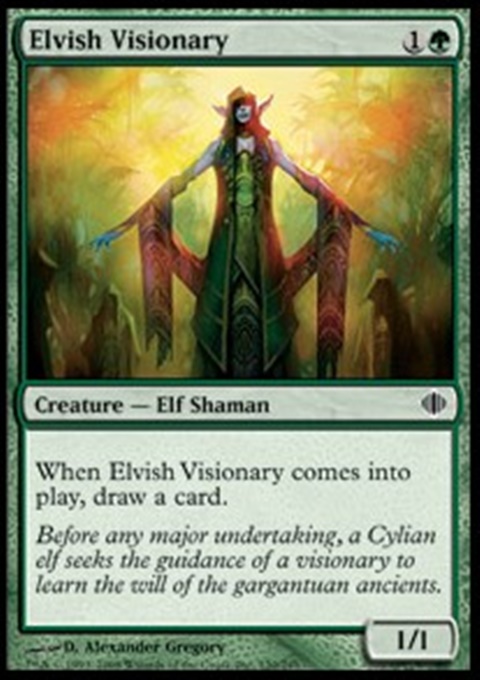 Elvish Visionary 1
Creature — Elf Shaman
When Elvish Visionary comes into
play, draw a card.
Before any major undertaking, a Cylian
elf seeks the guidance of a visionary to
learn the will of the gargantuan ancients.
D. Alexander Gregory
1/1